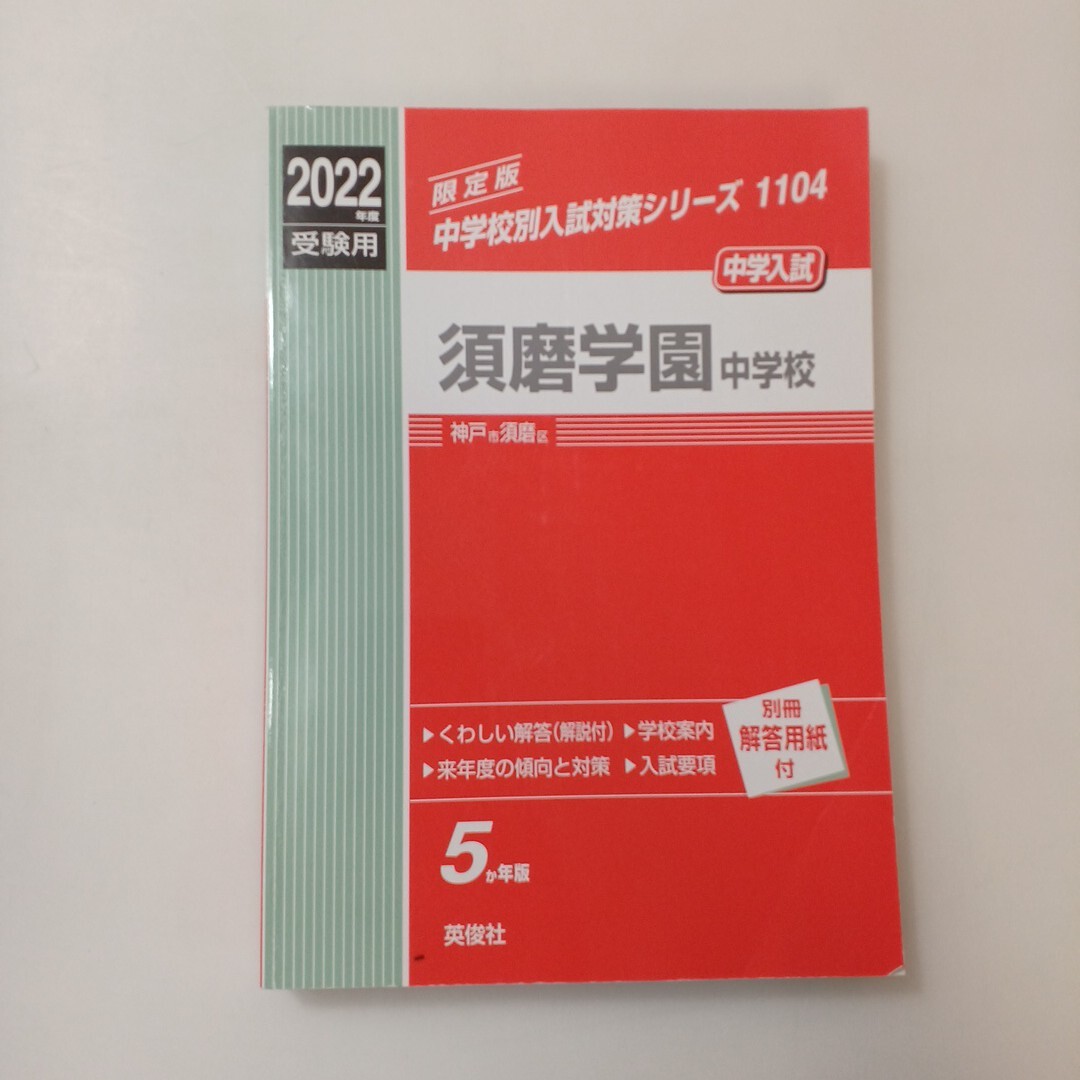 2022
年度
受験用
限定版
中学校別入試対策シリーズ 1104
中学入試
須磨学園 中学校
神戸市須磨区
▶くわしい解答(解説付) ▶学校案内
▶来年度の傾向と対策 ▶入試要項
別冊
解答用紙
付
5か年版
英俊社